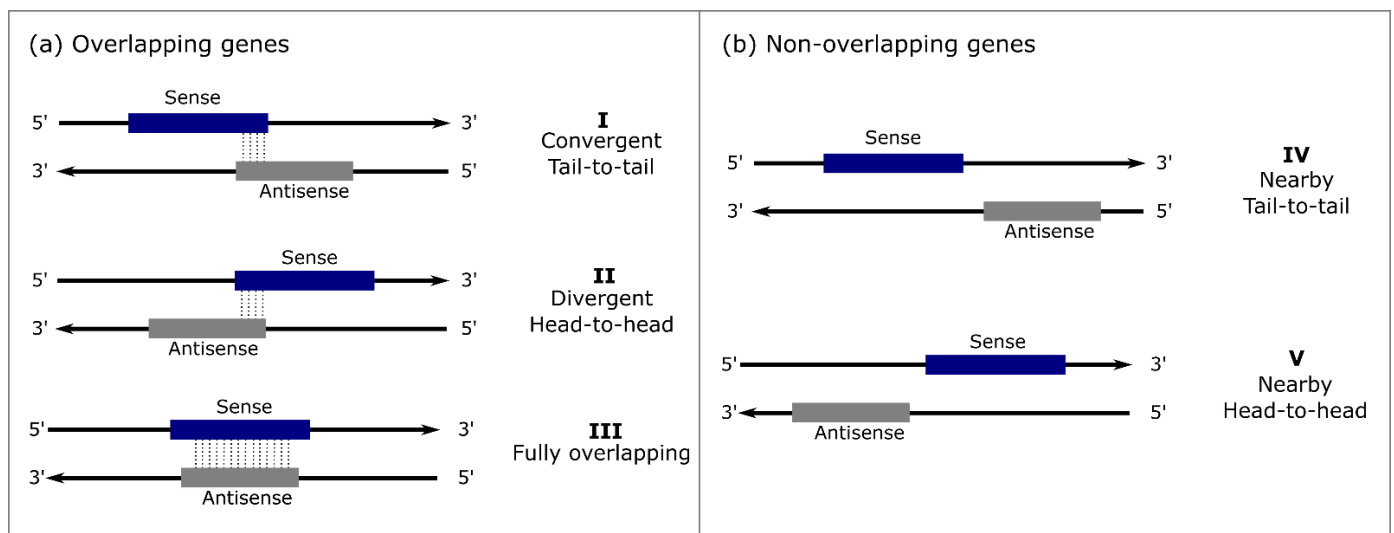 (a) Overlapping genes
Sense
5' 3'
3' 5'
Antisense
I
Convergent
Tail-to-tail
Sense
5' 3'
3' 5'
Antisense
II
Divergent
Head-to-head
Sense
5' 3'
3' 5'
Antisense
III
Fully overlapping
(b) Non-overlapping genes
Sense
5' 3'
3' 5'
Antisense
IV
Nearby
Tail-to-tail
Sense
5' 3'
3' 5'
Antisense
V
Nearby
Head-to-head